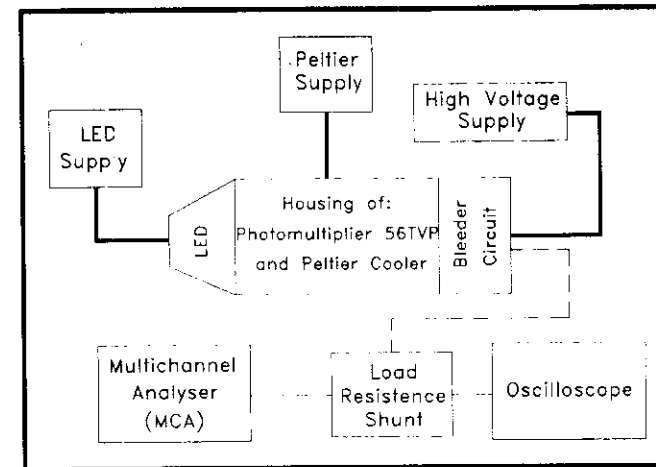 Peltier
Supply
High Voltage
Supply
LED
Supply
LED
Housing of:
Photomultiplier 56TVP
and Peltier Cooler
Bleeder
Circuit
Multichannel
Analyser
(MCA)
Load
Resistence
Shunt
Oscilloscope